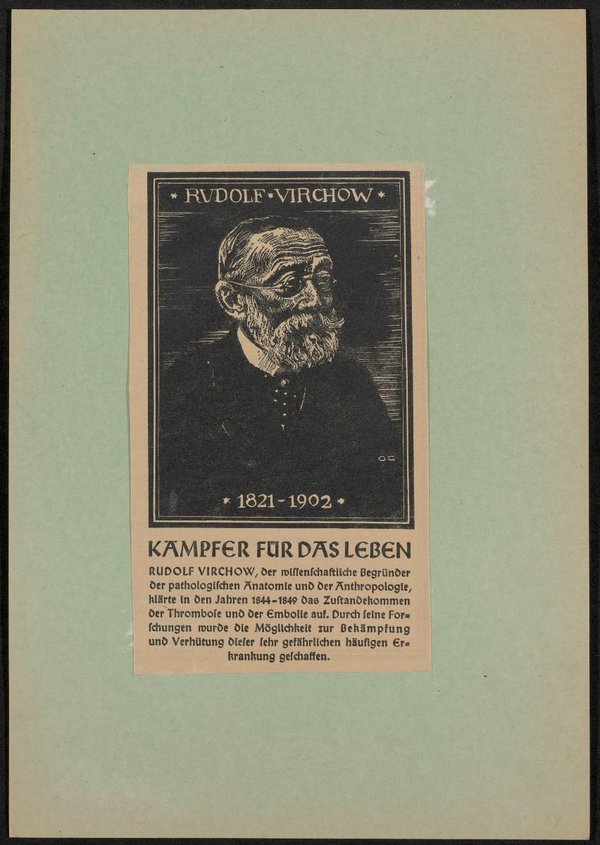 * RVDOLF * VIRCHOW *
GG
* 1821 - 1902 *
KÄMPFER FÜR DAS LEBEN
RUDOLF VIRCHOW, der wiſſenſchaftliche Begründer
der pathologiſchen Anatomie und der Anthropologie,
klärte in den Jahren 1844-1849 das Zuſtandekommen
der Thromboſe und der Embolie auf. Durch ſeine For=
ſchungen wurde die Möglichkeit zur Bekämpfung
und Verhütung dieſer ſehr gefährlichen häufigen Er=
krankung geſchaffen.